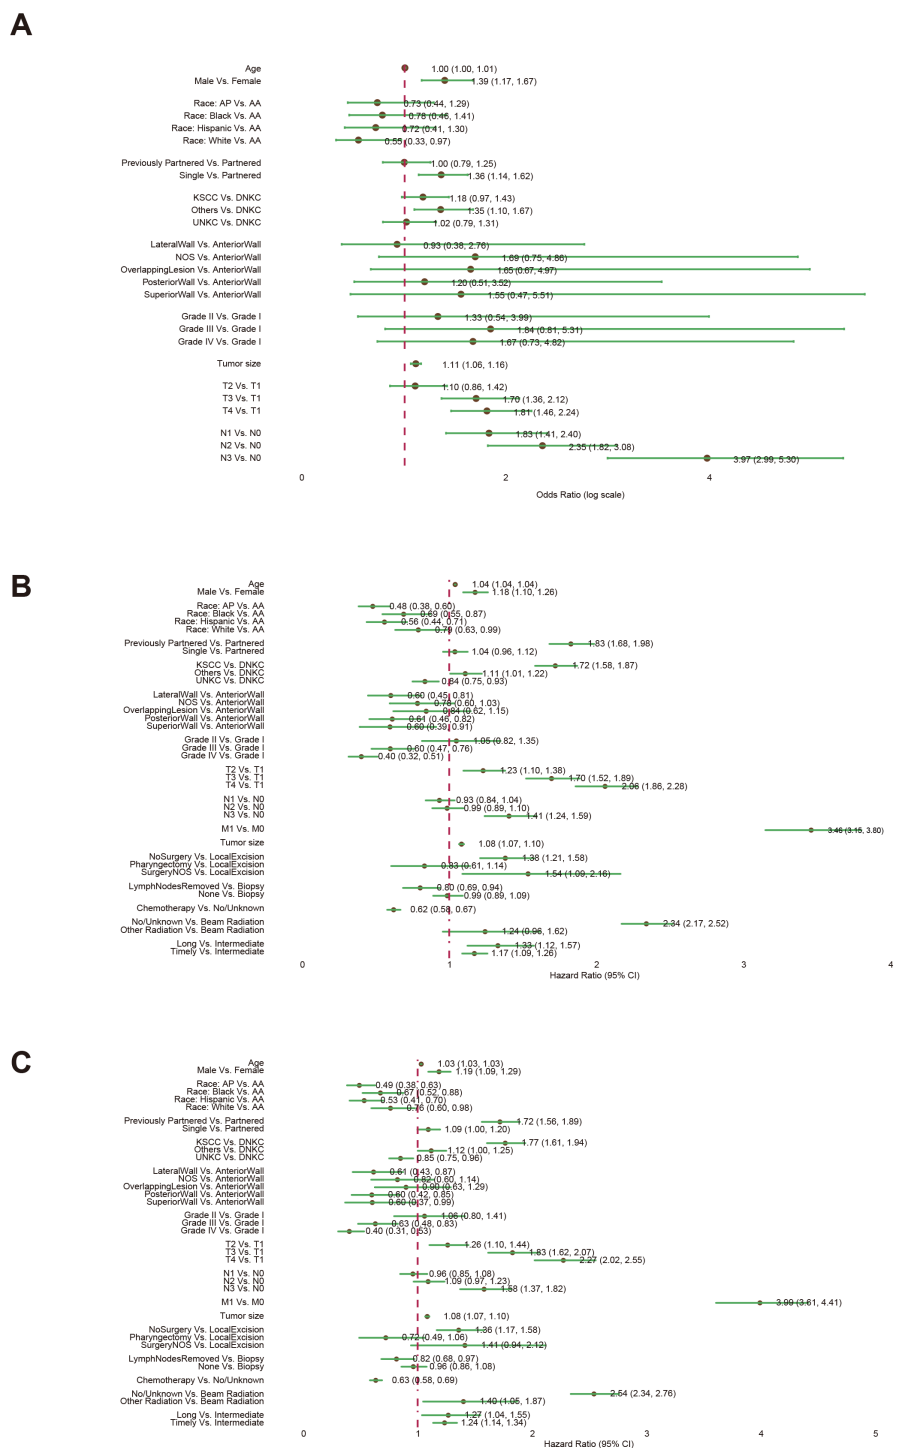 A
Age 1.00 (1.00, 1.01)
Male Vs. Female 1.39 (1.17, 1.67)
Race: AP Vs. AA 0.73 (0.44, 1.29)
Race: Black Vs. AA 0.78 (0.46, 1.41)
Race: Hispanic Vs. AA 0.72 (0.41, 1.30)
Race: White Vs. AA 0.55 (0.33, 0.97)
Previously Partnered Vs. Partnered 1.00 (0.79, 1.25)
Single Vs. Partnered 1.36 (1.14, 1.62)
KSCC Vs. DNKC 1.18 (0.97, 1.43)
Others Vs. DNKC 1.35 (1.10, 1.67)
UNKC Vs. DNKC 1.02 (0.79, 1.31)
LateralWall Vs. AnteriorWall 0.93 (0.38, 2.76)
NOS Vs. AnteriorWall 1.69 (0.75, 4.86)
OverlappingLesion Vs. AnteriorWall 1.65 (0.67, 4.97)
PosteriorWall Vs. AnteriorWall 1.20 (0.51, 3.52)
SuperiorWall Vs. AnteriorWall 1.55 (0.47, 5.51)
Grade II Vs. Grade I 1.33 (0.54, 3.99)
Grade III Vs. Grade I 1.84 (0.81, 5.31)
Grade IV Vs. Grade I 1.67 (0.73, 4.82)
Tumor size 1.11 (1.06, 1.16)
T2 Vs. T1 1.10 (0.86, 1.42)
T3 Vs. T1 1.70 (1.36, 2.12)
T4 Vs. T1 1.81 (1.46, 2.24)
N1 Vs. N0 1.83 (1.41, 2.40)
N2 Vs. N0 2.35 (1.82, 3.08)
N3 Vs. N0 3.97 (2.99, 5.30)
0 2 4
Odds Ratio (log scale)
B
Age 1.04 (1.04, 1.04)
Male Vs. Female 1.18 (1.10, 1.26)
Race: AP Vs. AA 0.48 (0.38, 0.60)
Race: Black Vs. AA 0.69 (0.55, 0.87)
Race: Hispanic Vs. AA 0.56 (0.44, 0.71)
Race: White Vs. AA 0.79 (0.63, 0.99)
Previously Partnered Vs. Partnered 1.83 (1.68, 1.98)
Single Vs. Partnered 1.04 (0.96, 1.12)
KSCC Vs. DNKC 1.72 (1.58, 1.87)
Others Vs. DNKC 1.11 (1.01, 1.22)
UNKC Vs. DNKC 0.84 (0.75, 0.93)
LateralWall Vs. AnteriorWall 0.60 (0.45, 0.81)
NOS Vs. AnteriorWall 0.78 (0.60, 1.03)
OverlappingLesion Vs. AnteriorWall 0.84 (0.62, 1.15)
PosteriorWall Vs. AnteriorWall 0.61 (0.46, 0.82)
SuperiorWall Vs. AnteriorWall 0.60 (0.39, 0.91)
Grade II Vs. Grade I 1.05 (0.82, 1.35)
Grade III Vs. Grade I 0.60 (0.47, 0.76)
Grade IV Vs. Grade I 0.40 (0.32, 0.51)
T2 Vs. T1 1.23 (1.10, 1.38)
T3 Vs. T1 1.70 (1.52, 1.89)
T4 Vs. T1 2.06 (1.86, 2.28)
N1 Vs. N0 0.93 (0.84, 1.04)
N2 Vs. N0 0.99 (0.89, 1.10)
N3 Vs. N0 1.41 (1.24, 1.59)
M1 Vs. M0 3.46 (3.15, 3.80)
Tumor size 1.08 (1.07, 1.10)
NoSurgery Vs. LocalExcision 1.38 (1.21, 1.58)
Pharyngectomy Vs. LocalExcision 0.83 (0.61, 1.14)
SurgeryNOS Vs. LocalExcision 1.54 (1.09, 2.16)
LymphNodesRemoved Vs. Biopsy 0.80 (0.69, 0.94)
None Vs. Biopsy 0.99 (0.89, 1.09)
Chemotherapy Vs. No/Unknown 0.62 (0.58, 0.67)
No/Unknown Vs. Beam Radiation 2.34 (2.17, 2.52)
Other Radiation Vs. Beam Radiation 1.24 (0.96, 1.62)
Long Vs. Intermediate 1.33 (1.12, 1.57)
Timely Vs. Intermediate 1.17 (1.09, 1.26)
0 1 2 3 4
Hazard Ratio (95% CI)
C
Age 1.03 (1.03, 1.03)
Male Vs. Female 1.19 (1.09, 1.29)
Race: AP Vs. AA 0.49 (0.38, 0.63)
Race: Black Vs. AA 0.67 (0.52, 0.88)
Race: Hispanic Vs. AA 0.53 (0.41, 0.70)
Race: White Vs. AA 0.76 (0.60, 0.98)
Previously Partnered Vs. Partnered 1.72 (1.56, 1.89)
Single Vs. Partnered 1.09 (1.00, 1.20)
KSCC Vs. DNKC 1.77 (1.61, 1.94)
Others Vs. DNKC 1.12 (1.00, 1.25)
UNKC Vs. DNKC 0.85 (0.75, 0.96)
LateralWall Vs. AnteriorWall 0.61 (0.43, 0.87)
NOS Vs. AnteriorWall 0.82 (0.60, 1.14)
OverlappingLesion Vs. AnteriorWall 0.90 (0.63, 1.29)
PosteriorWall Vs. AnteriorWall 0.60 (0.42, 0.85)
SuperiorWall Vs. AnteriorWall 0.60 (0.37, 0.99)
Grade II Vs. Grade I 1.06 (0.80, 1.41)
Grade III Vs. Grade I 0.63 (0.48, 0.83)
Grade IV Vs. Grade I 0.40 (0.31, 0.53)
T2 Vs. T1 1.26 (1.10, 1.44)
T3 Vs. T1 1.83 (1.62, 2.07)
T4 Vs. T1 2.27 (2.02, 2.55)
N1 Vs. N0 0.96 (0.85, 1.08)
N2 Vs. N0 1.09 (0.97, 1.23)
N3 Vs. N0 1.58 (1.37, 1.82)
M1 Vs. M0 3.99 (3.61, 4.41)
Tumor size 1.08 (1.07, 1.10)
NoSurgery Vs. LocalExcision 1.36 (1.17, 1.58)
Pharyngectomy Vs. LocalExcision 0.72 (0.49, 1.06)
SurgeryNOS Vs. LocalExcision 1.41 (0.94, 2.12)
LymphNodesRemoved Vs. Biopsy 0.82 (0.68, 0.97)
None Vs. Biopsy 0.96 (0.86, 1.08)
Chemotherapy Vs. No/Unknown 0.63 (0.58, 0.69)
No/Unknown Vs. Beam Radiation 2.54 (2.34, 2.76)
Other Radiation Vs. Beam Radiation 1.40 (1.05, 1.87)
Long Vs. Intermediate 1.27 (1.04, 1.55)
Timely Vs. Intermediate 1.24 (1.14, 1.34)
0 1 2 3 4 5
Hazard Ratio (95% CI)